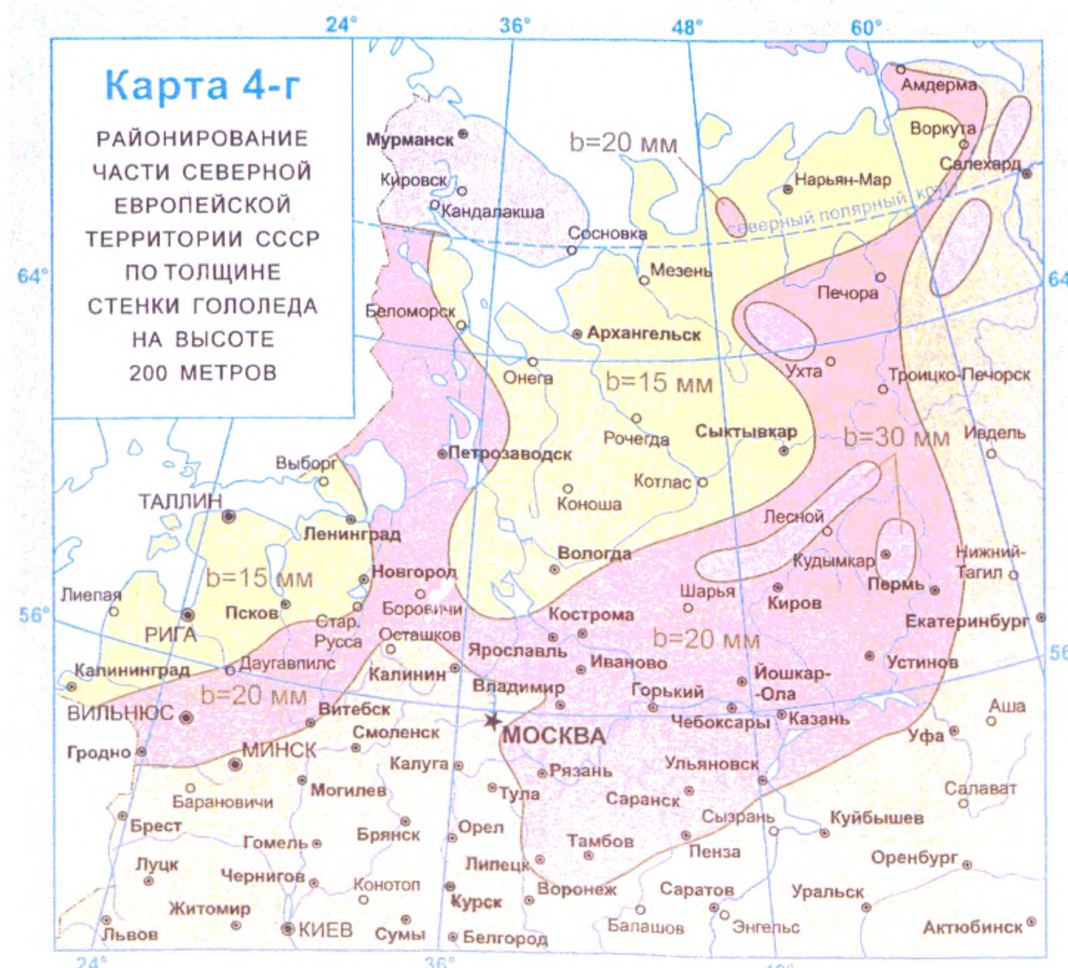 24°
36°
48°
60°
Карта 4-г
РАЙОНИРОВАНИЕ
ЧАСТИ СЕВЕРНОЙ
ЕВРОПЕЙСКОЙ
ТЕРРИТОРИИ СССР
ПО ТОЛЩИНЕ
СТЕНКИ ГОЛОЛЕДА
НА ВЫСОТЕ
200 МЕТРОВ
Амдерма
Воркута
Салехард
Мурманск
b=20 мм
Кировск
Нарьян-Мар
Кандалакша
северный полярный круг
Сосновка
64°
Мезень
64
Печора
Беломорск
Архангельск
Онега
b=15 мм
Ухта
Троицко-Печорск
Рочегда
Сыктывкар
b=30 мм
Ивдель
Петрозаводск
Выборг
Котлас
Коноша
ТАЛЛИН
Лесной
Ленинград
Вологда
Кудымкар
Нижний-
Тагил
b=15 мм
Новгород
Пермь
Лиепая
Псков
Боровичи
Шарья
Киров
56°
РИГА
Стар.
Русса
Кострома
Екатеринбург
Осташков
Ярославль
b=20 мм
Даугавпилс
Калинин
Иваново
Устинов
56
Калининград
b=20 мм
Владимир
Горький
Йошкар-
-Ола
ВИЛЬНЮС
Витебск
Чебоксары
Казань
Аша
Смоленск
МОСКВА
Уфа
Гродно
МИНСК
Калуга
Рязань
Ульяновск
Могилев
Тула
Саранск
Салават
Барановичи
Брест
Брянск
Орел
Сызрань
Куйбышев
Гомель
Тамбов
Пенза
Липецк
Оренбург
Луцк
Чернигов
Конотоп
Воронеж
Саратов
Уральск
Житомир
Курск
Львов
КИЕВ
Сумы
Белгород
Балашов
Энгельс
Актюбинск
24°
36°